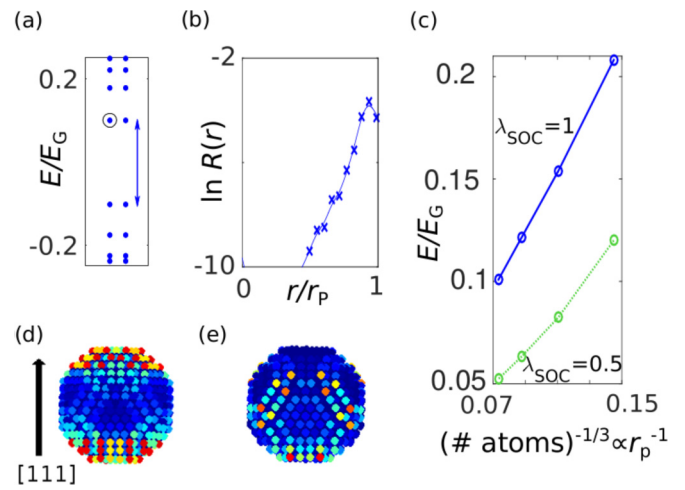 (a)
(b)
(c)
0.2
-0.2
E/E_G
-2
-10
ln R(r)
0
r/r_P
1
0.2
0.15
0.1
0.05
E/E_G
λ_SOC=1
λ_SOC=0.5
0.07
0.15
(# atoms)^-1/3∝r_p^-1
(d)
(e)
[111]